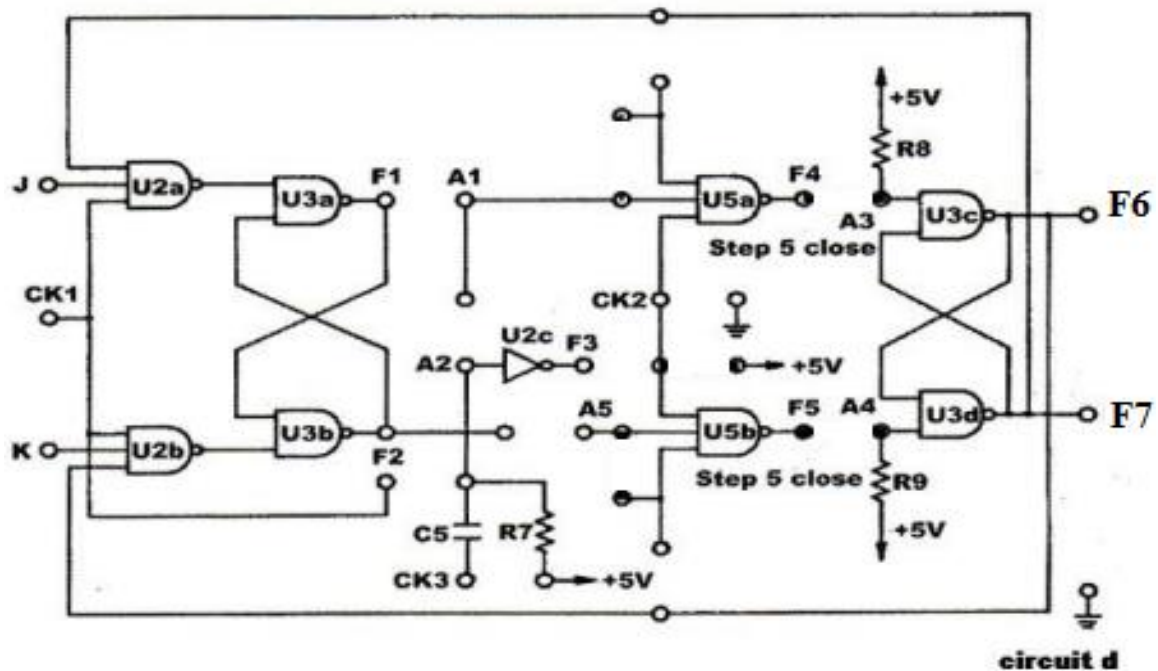 +5V
R8
J
U2a
U3a
F1
A1
U5a
F4
A3
U3c
F6
Step 5 close
CK1
CK2
U2c
F3
A2
+5V
A5
F5
A4
U3d
F7
K
U2b
U3b
F2
U5b
Step 5 close
R9
C5
R7
+5V
CK3
+5V
circuit d